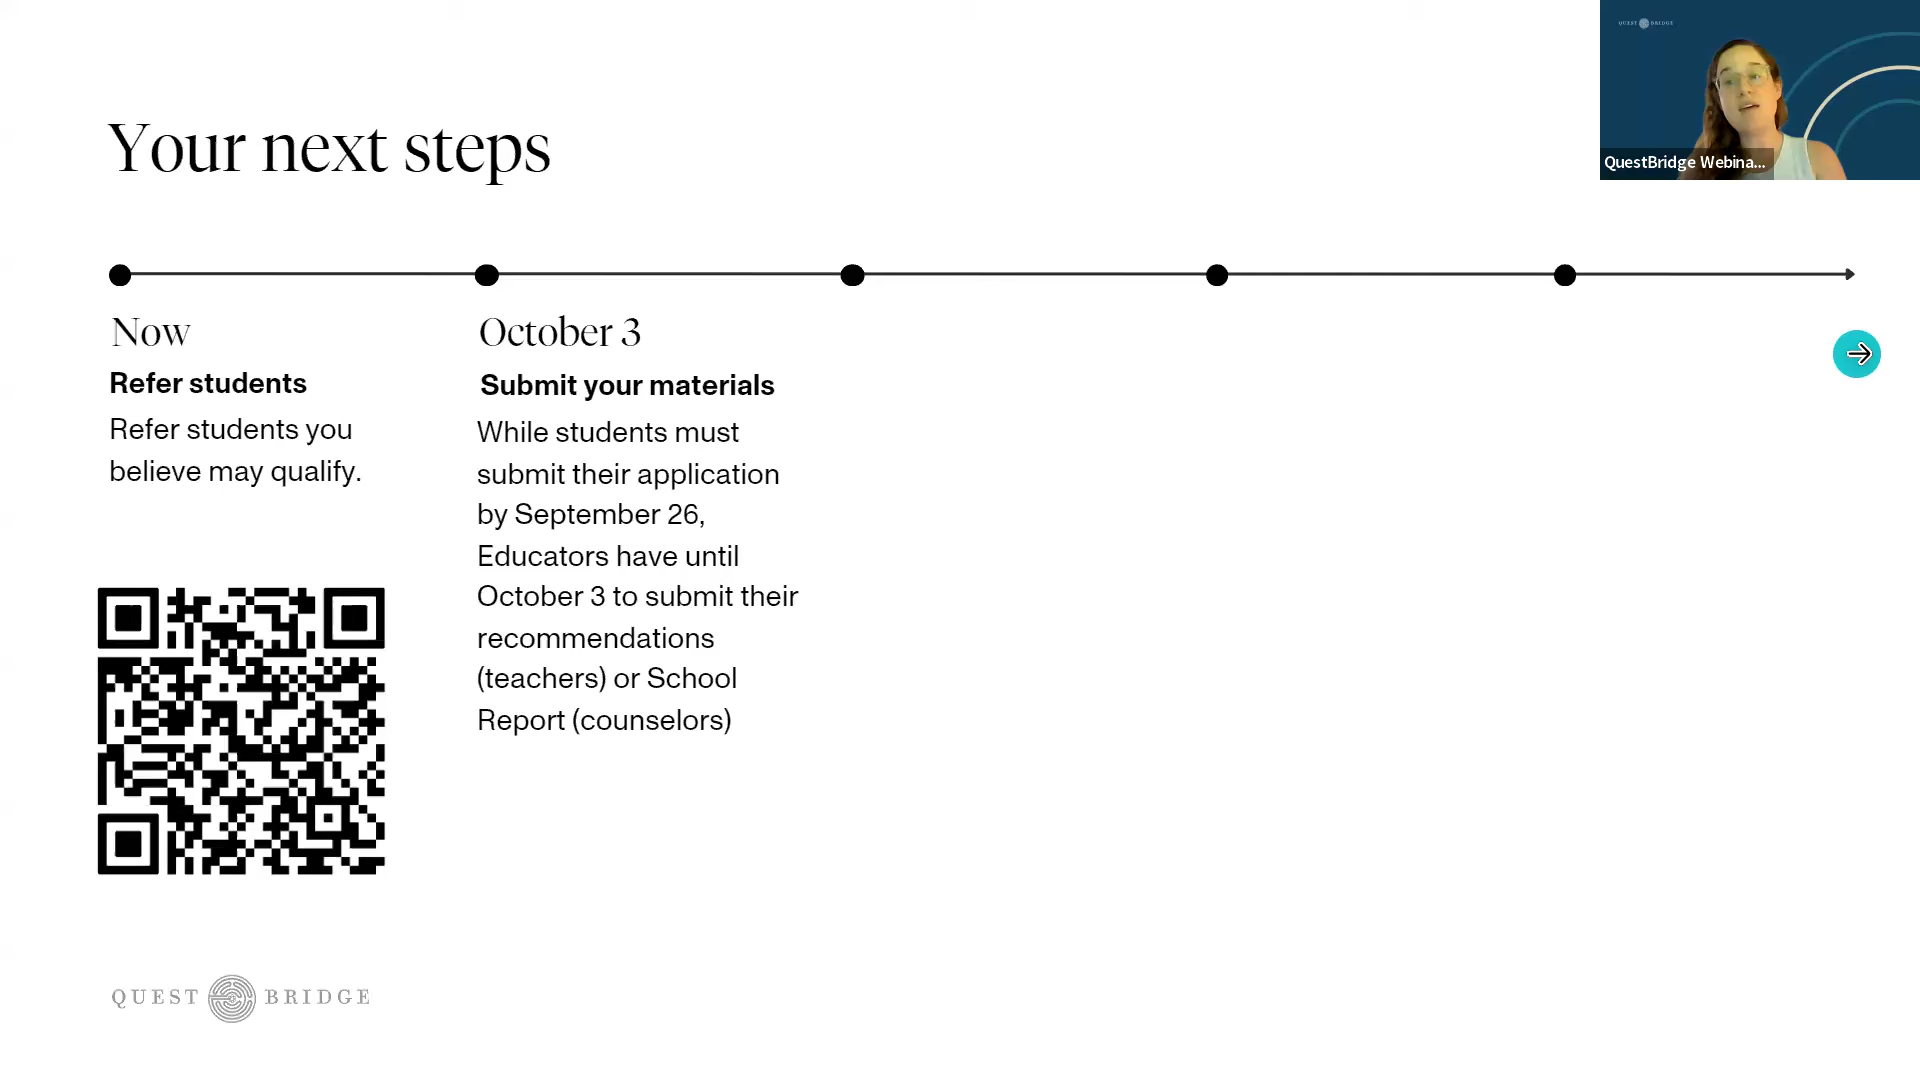 QUEST BRIDGE
QuestBridge Webina...
Your next steps
Now
Refer students
Refer students you
believe may qualify.
October 3
Submit your materials
While students must
submit their application
by September 26,
Educators have until
October 3 to submit their
recommendations
(teachers) or School
Report (counselors)
QUEST BRIDGE